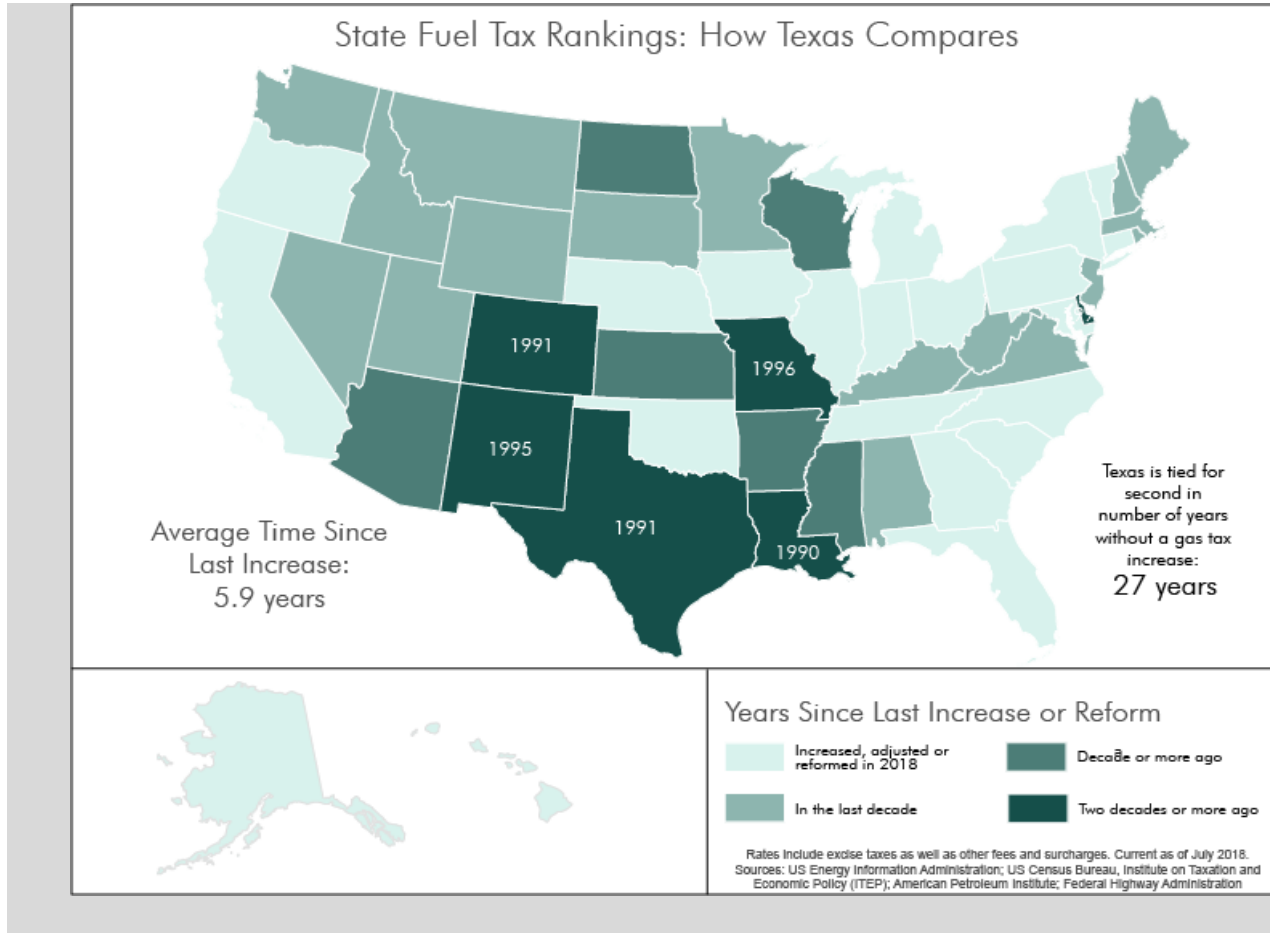 State Fuel Tax Rankings: How Texas Compares
1991
1996
1995
1991
1990
Average Time Since
Last Increase:
5.9 years
Texas is tied for
second in
number of years
without a gas tax
increase:
27 years
Years Since Last Increase or Reform
Increased, adjusted or
reformed in 2018
Decade or more ago
In the last decade
Two decades or more ago
Rates include excise taxes as well as other fees and surcharges. Current as of July 2018.
Sources: US Energy Information Administration; US Census Bureau, Institute on Taxation and
Economic Policy (ITEP); American Petroleum Institute; Federal Highway Administration